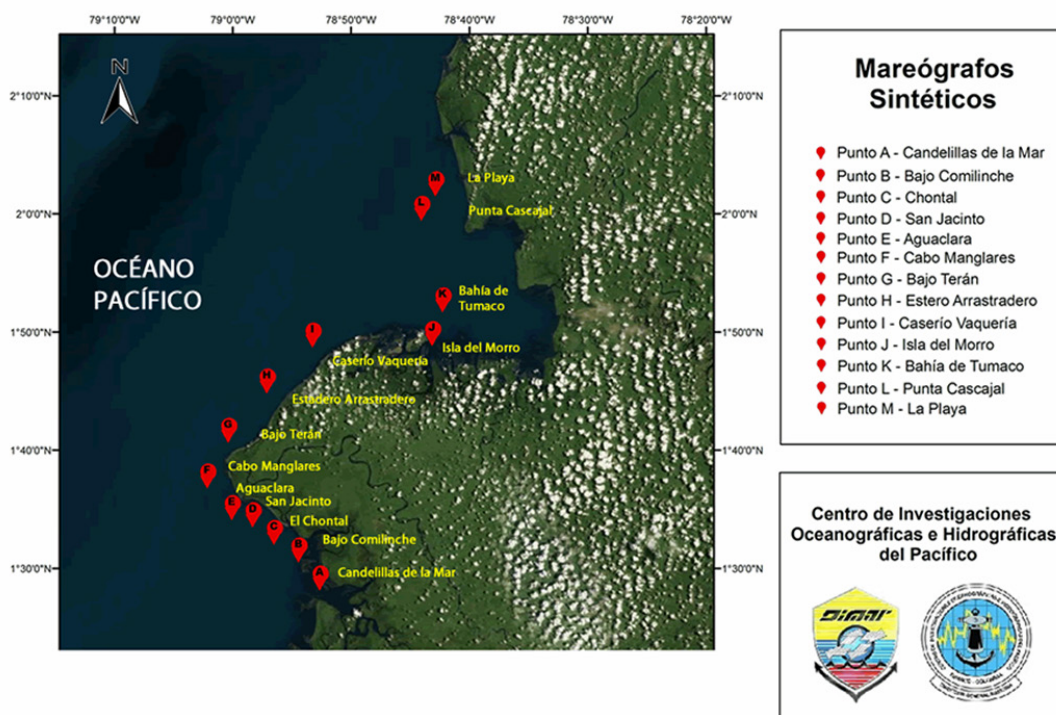 79°10'0"W 79°00'0"W 78°50'0"W 78°40'0"W 78°30'0"W 78°20'0"W
N
2°10'0"N 2°10'0"N
2°0'0"N 2°0'0"N
1°50'0"N 1°50'0"N
1°40'0"N 1°40'0"N
1°30'0"N 1°30'0"N
OCÉANO
PACÍFICO
M La Playa
L Punta Cascajal
K Bahía de
Tumaco
J Isla del Morro
I Caserío Vaquería
H Estadero Arrastradero
G Bajo Terán
F Cabo Manglares
E Aguaclara
D San Jacinto
C El Chontal
B Bajo Comilinche
A Candelillas de la Mar
Mareógrafos
Sintéticos
Punto A - Candelillas de la Mar
Punto B - Bajo Comilinche
Punto C - Chontal
Punto D - San Jacinto
Punto E - Aguaclara
Punto F - Cabo Manglares
Punto G - Bajo Terán
Punto H - Estero Arrastradero
Punto I - Caserío Vaquería
Punto J - Isla del Morro
Punto K - Bahía de Tumaco
Punto L - Punta Cascajal
Punto M - La Playa
Centro de Investigaciones
Oceanográficas e Hidrográficas
del Pacífico
Dimar